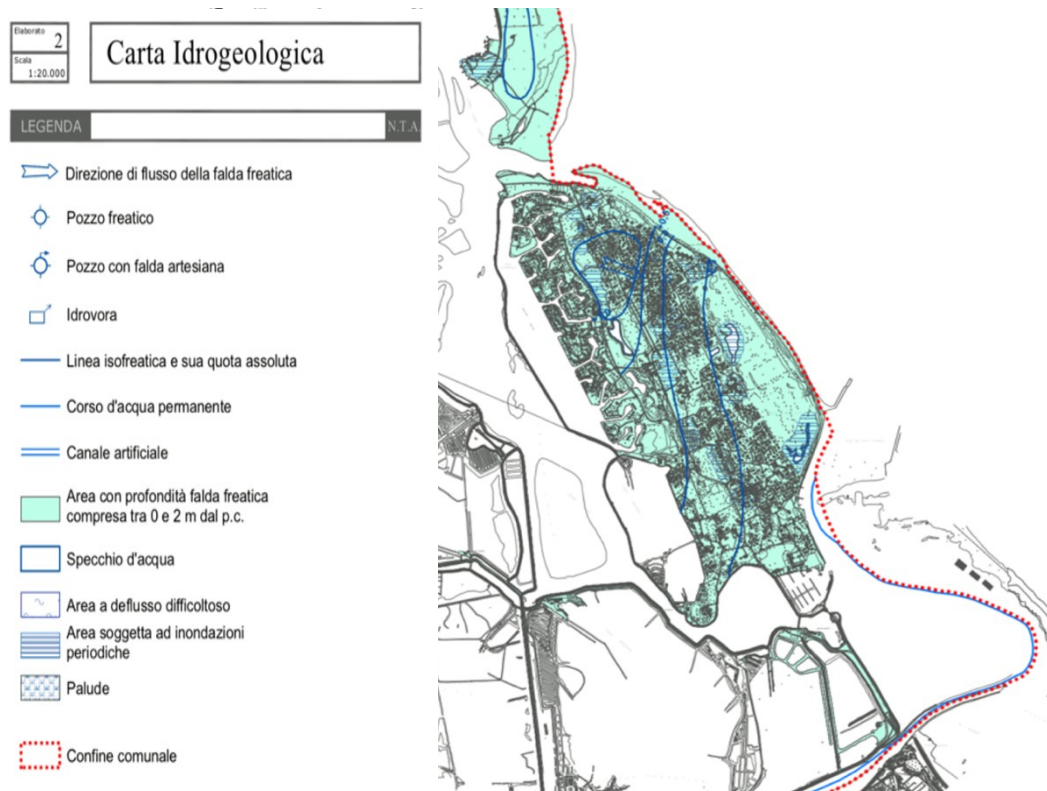 Elaborato
2
Scala
1:20.000
Carta Idrogeologica
LEGENDA
N.T.A.
Direzione di flusso della falda freatica
Pozzo freatico
Pozzo con falda artesiana
Idrovora
Linea isofreatica e sua quota assoluta
Corso d'acqua permanente
Canale artificiale
Area con profondità falda freatica
compresa tra 0 e 2 m dal p.c.
Specchio d'acqua
Area a deflusso difficoltoso
Area soggetta ad inondazioni
periodiche
Palude
Confine comunale